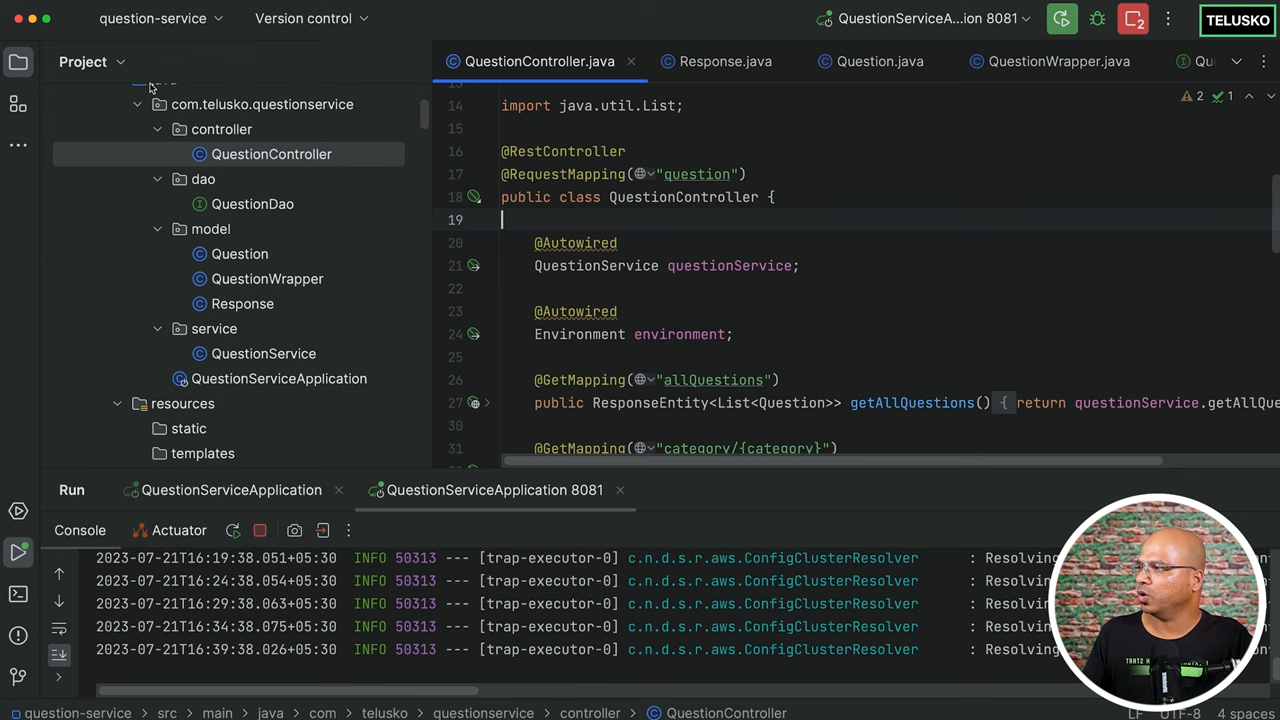 question-service
Version control
QuestionServiceA...ion 8081
TELUSKO
Project
QuestionController.java
Response.java
Question.java
QuestionWrapper.java
Qu
com.telusko.questionservice
controller
QuestionController
dao
QuestionDao
model
Question
QuestionWrapper
Response
service
QuestionService
QuestionServiceApplication
resources
static
templates
2
1
14 import java.util.List;
15
16 @RestController
17 @RequestMapping("question")
18 public class QuestionController {
19
20 @Autowired
21 QuestionService questionService;
22
23 @Autowired
24 Environment environment;
25
26 @GetMapping("allQuestions")
27 public ResponseEntity<List<Question>> getAllQuestions() { return questionService.getAllQue
30
31 @GetMapping("category/{category}")
Run
QuestionServiceApplication
QuestionServiceApplication 8081
Console
Actuator
2023-07-21T16:19:38.051+05:30 INFO 50313 --- [trap-executor-0] c.n.d.s.r.aws.ConfigClusterResolver : Resolving
2023-07-21T16:24:38.054+05:30 INFO 50313 --- [trap-executor-0] c.n.d.s.r.aws.ConfigClusterResolver : Resolvin
2023-07-21T16:29:38.063+05:30 INFO 50313 --- [trap-executor-0] c.n.d.s.r.aws.ConfigClusterResolver : Resolvi
2023-07-21T16:34:38.075+05:30 INFO 50313 --- [trap-executor-0] c.n.d.s.r.aws.ConfigClusterResolver : Resolvi
2023-07-21T16:39:38.026+05:30 INFO 50313 --- [trap-executor-0] c.n.d.s.r.aws.ConfigClusterResolver : Resolvi
question-service > src > main > java > com > telusko > questionservice > controller > QuestionController
LF UTF-8 4 spaces